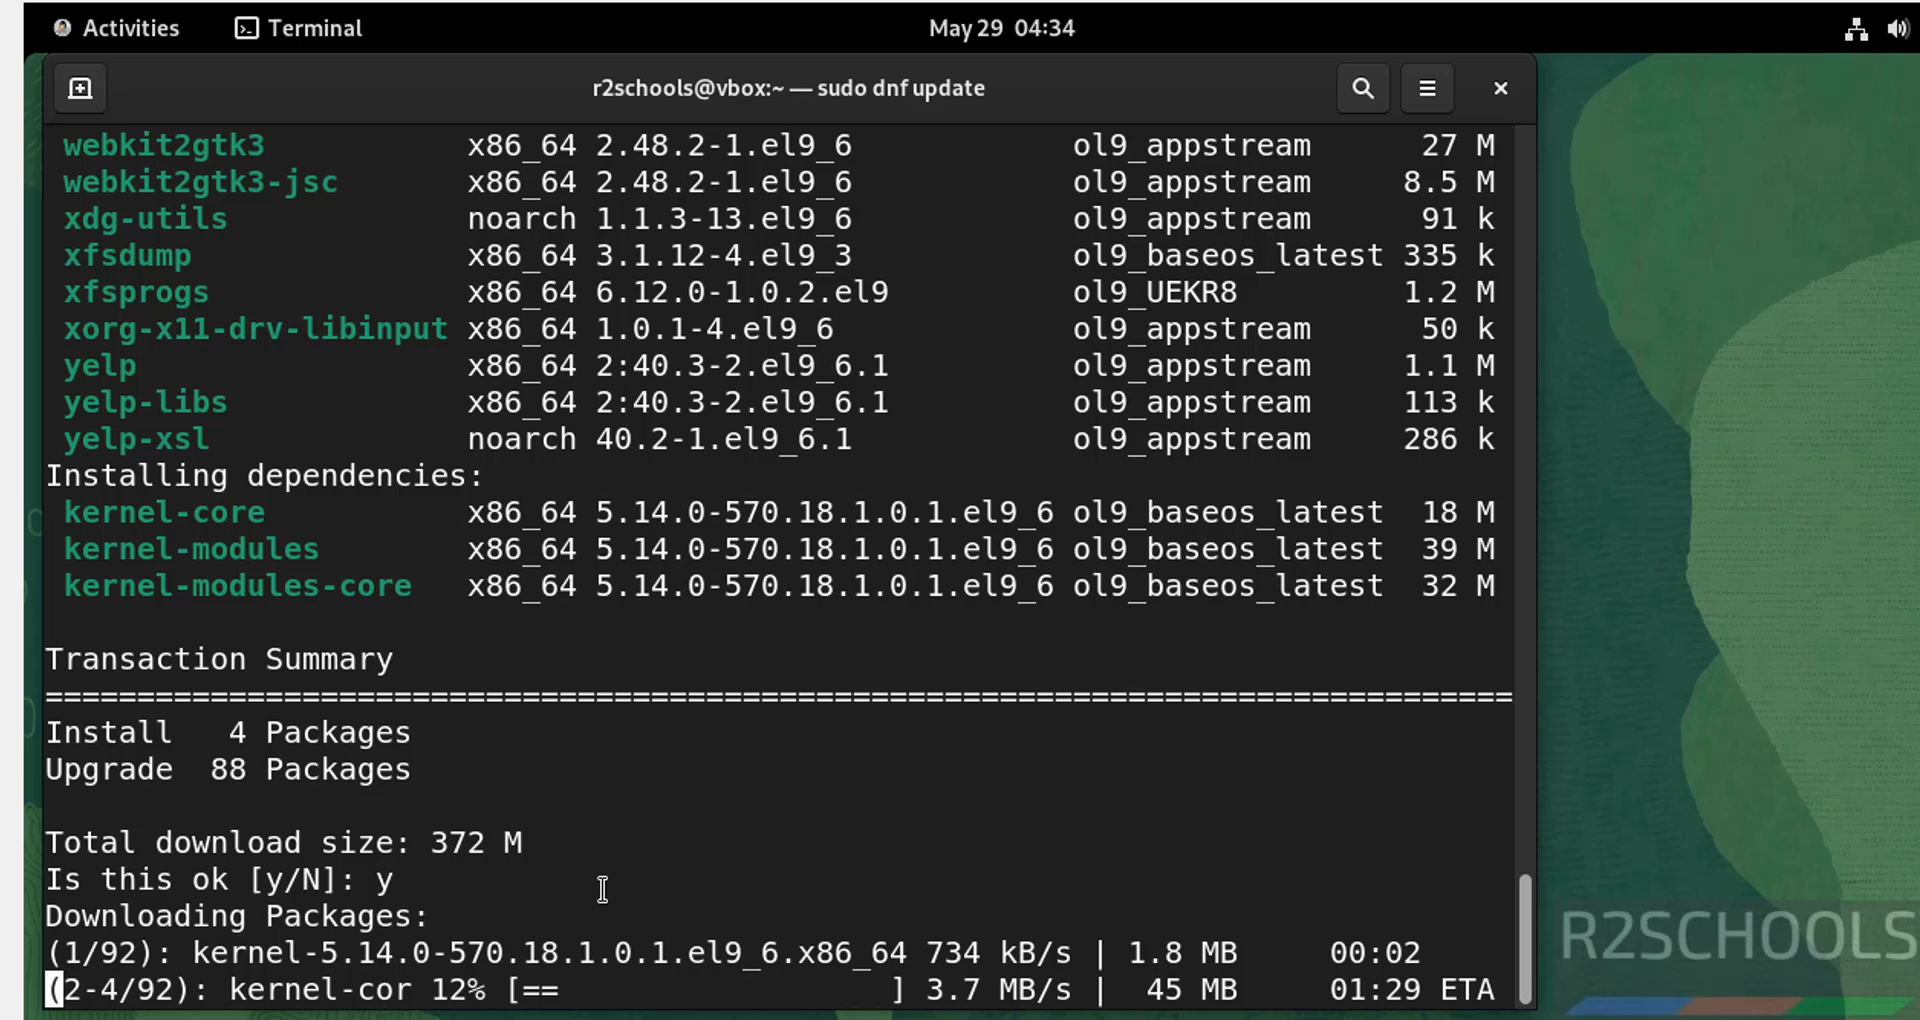 Activities Terminal May 29 04:34
r2schools@vbox:~ — sudo dnf update
webkit2gtk3 x86_64 2.48.2-1.el9_6 ol9_appstream 27 M
webkit2gtk3-jsc x86_64 2.48.2-1.el9_6 ol9_appstream 8.5 M
xdg-utils noarch 1.1.3-13.el9_6 ol9_appstream 91 k
xfsdump x86_64 3.1.12-4.el9_3 ol9_baseos_latest 335 k
xfsprogs x86_64 6.12.0-1.0.2.el9 ol9_UEKR8 1.2 M
xorg-x11-drv-libinput x86_64 1.0.1-4.el9_6 ol9_appstream 50 k
yelp x86_64 2:40.3-2.el9_6.1 ol9_appstream 1.1 M
yelp-libs x86_64 2:40.3-2.el9_6.1 ol9_appstream 113 k
yelp-xsl noarch 40.2-1.el9_6.1 ol9_appstream 286 k
Installing dependencies:
kernel-core x86_64 5.14.0-570.18.1.0.1.el9_6 ol9_baseos_latest 18 M
kernel-modules x86_64 5.14.0-570.18.1.0.1.el9_6 ol9_baseos_latest 39 M
kernel-modules-core x86_64 5.14.0-570.18.1.0.1.el9_6 ol9_baseos_latest 32 M
Transaction Summary
================================================================================
Install 4 Packages
Upgrade 88 Packages
Total download size: 372 M
Is this ok [y/N]: y
Downloading Packages:
(1/92): kernel-5.14.0-570.18.1.0.1.el9_6.x86_64 734 kB/s | 1.8 MB 00:02
(2-4/92): kernel-cor 12% [== ] 3.7 MB/s | 45 MB 01:29 ETA
R2SCHOOLS